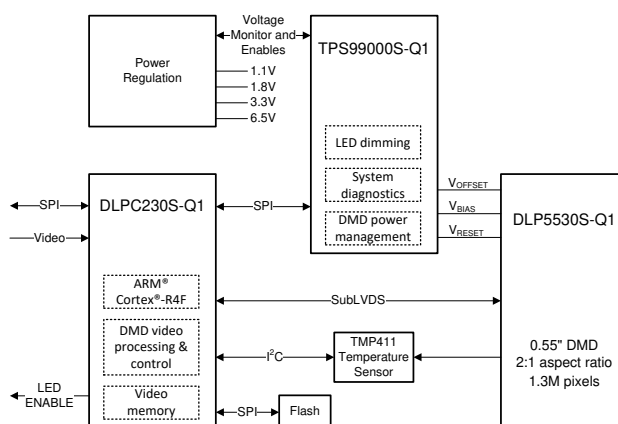 Voltage
Monitor and
Enables
TPS99000S-Q1
Power
Regulation
1.1V
1.8V
3.3V
6.5V
LED dimming
System
diagnostics
DMD power
management
VOFFSET
VBIAS
VRESET
DLP5530S-Q1
SPI
DLPC230S-Q1
SPI
Video
ARM®
Cortex®-R4F
SubLVDS
DMD video
processing &
control
I²C
TMP411
Temperature
Sensor
0.55" DMD
2:1 aspect ratio
1.3M pixels
LED
ENABLE
Video
memory
SPI
Flash